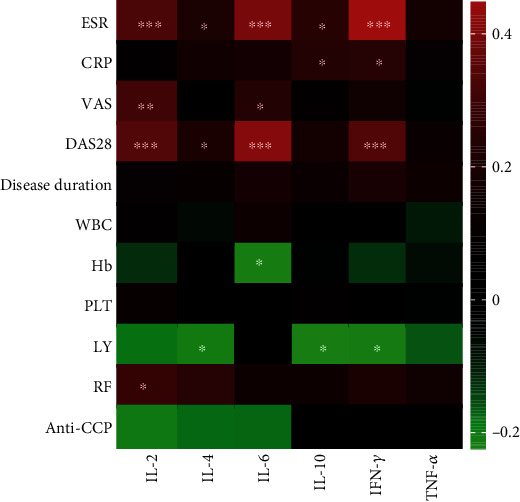 ESR *** * *** * ***
CRP * *
VAS ** *
DAS28 *** * *** ***
Disease duration
WBC
Hb *
PLT
LY * * *
RF *
Anti-CCP
IL-2 IL-4 IL-6 IL-10 IFN-γ TNF-α
0.4
0.2
0
–0.2